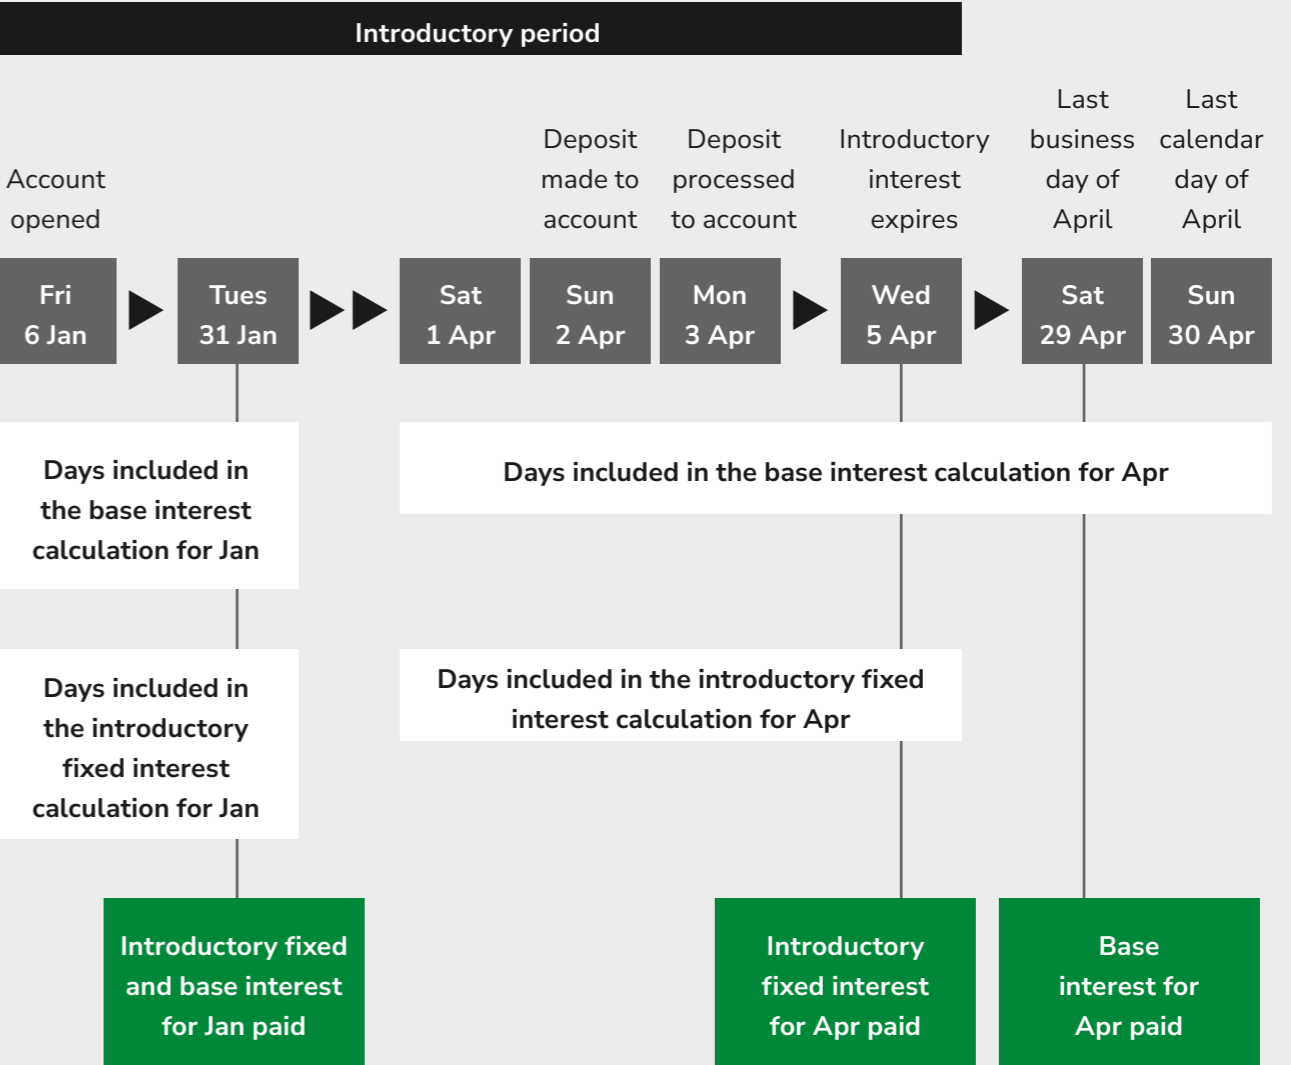 Introductory period
Account
opened
Deposit
made to
account
Deposit
processed
to account
Introductory
interest
expires
Last
business
day of
April
Last
calendar
day of
April
Fri
6 Jan
Tues
31 Jan
Sat
1 Apr
Sun
2 Apr
Mon
3 Apr
Wed
5 Apr
Sat
29 Apr
Sun
30 Apr
Days included in
the base interest
calculation for Jan
Days included in the base interest calculation for Apr
Days included in
the introductory
fixed interest
calculation for Jan
Days included in the introductory fixed
interest calculation for Apr
Introductory fixed
and base interest
for Jan paid
Introductory
fixed interest
for Apr paid
Base
interest for
Apr paid